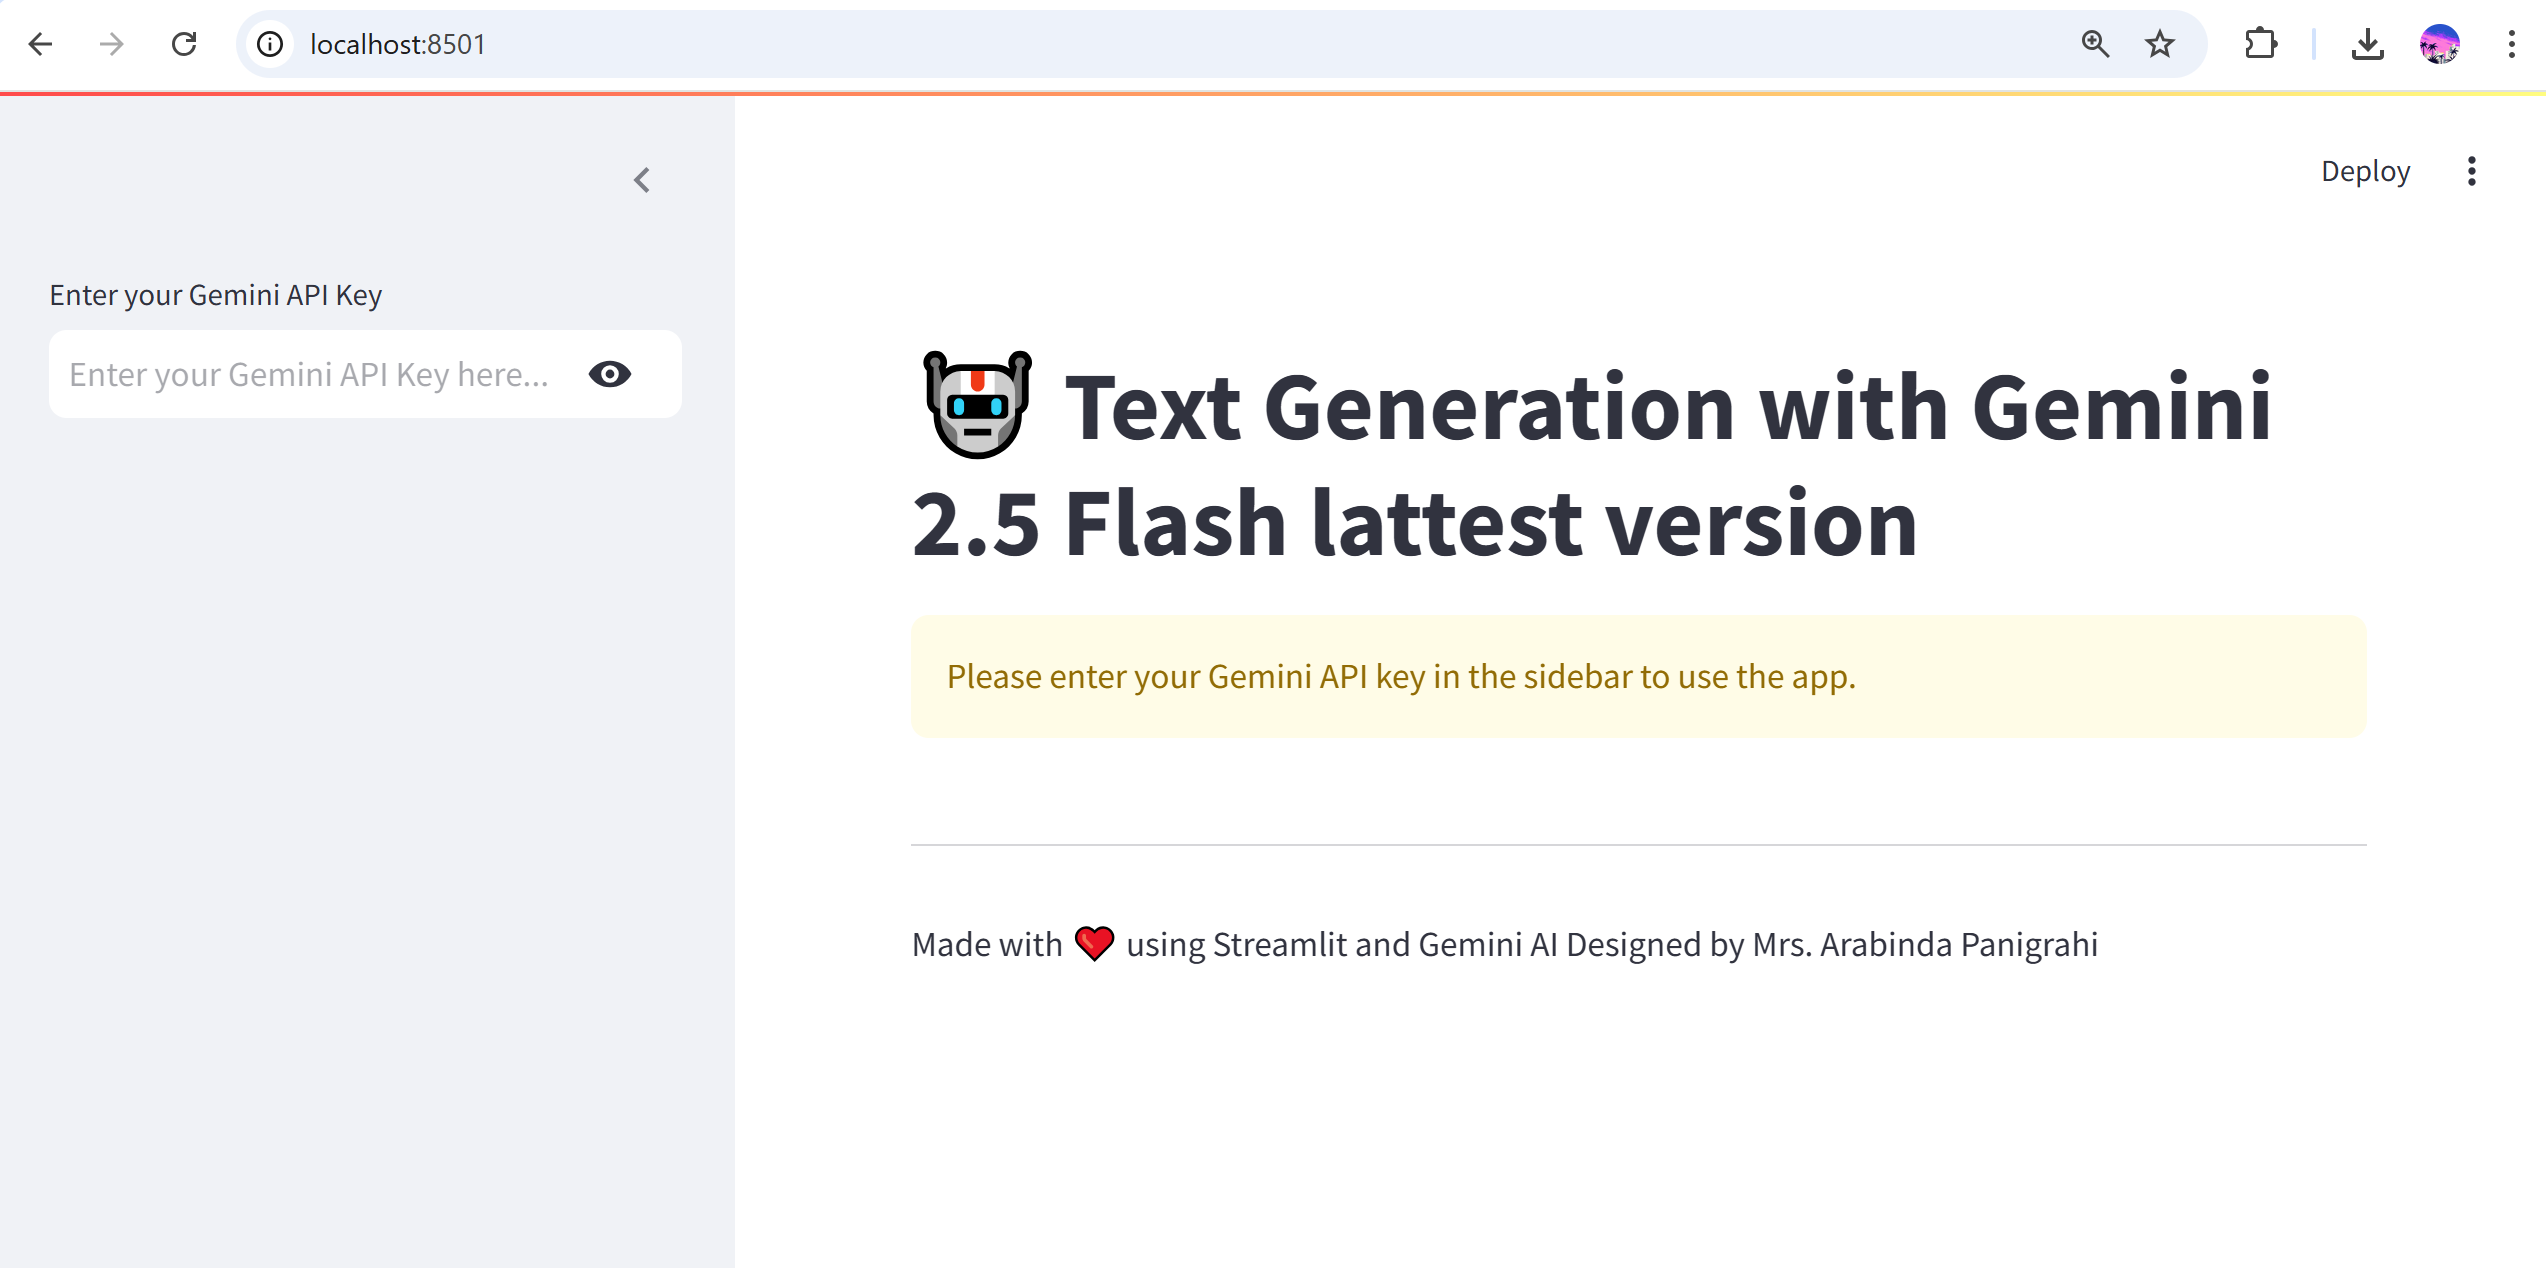 localhost:8501
Deploy
Enter your Gemini API Key
Enter your Gemini API Key here...
Text Generation with Gemini
2.5 Flash lattest version
Please enter your Gemini API key in the sidebar to use the app.
Made with ❤️ using Streamlit and Gemini AI Designed by Mrs. Arabinda Panigrahi